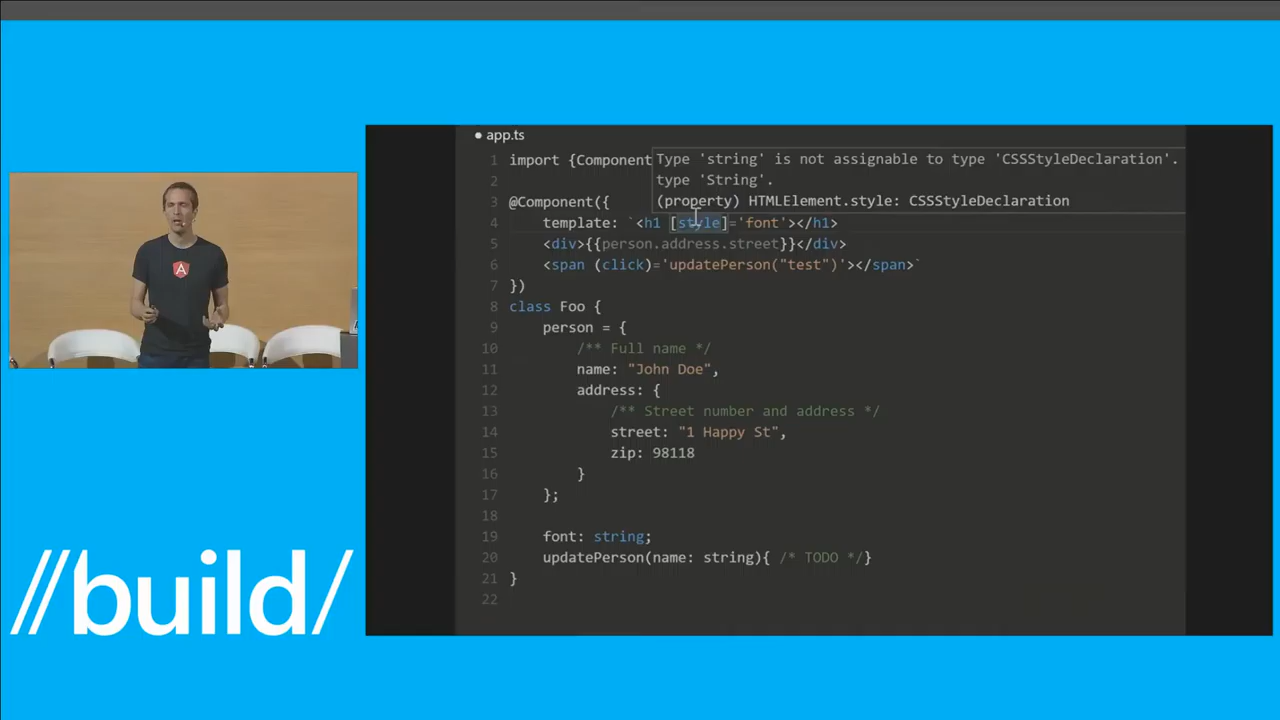 app.ts
1 import {Component
2
3 @Component({
4 template: `<h1 [style]='font'></h1>
5 <div>{{person.address.street}}</div>
6 <span (click)='updatePerson("test")'></span>`
7 })
8 class Foo {
9 person = {
10 /** Full name */
11 name: "John Doe",
12 address: {
13 /** Street number and address */
14 street: "1 Happy St",
15 zip: 98118
16 }
17 };
18
19 font: string;
20 updatePerson(name: string){ /* TODO */}
21 }
22
Type 'string' is not assignable to type 'CSSStyleDeclaration'.
type 'String'.
(property) HTMLElement.style: CSSStyleDeclaration
A
//build/